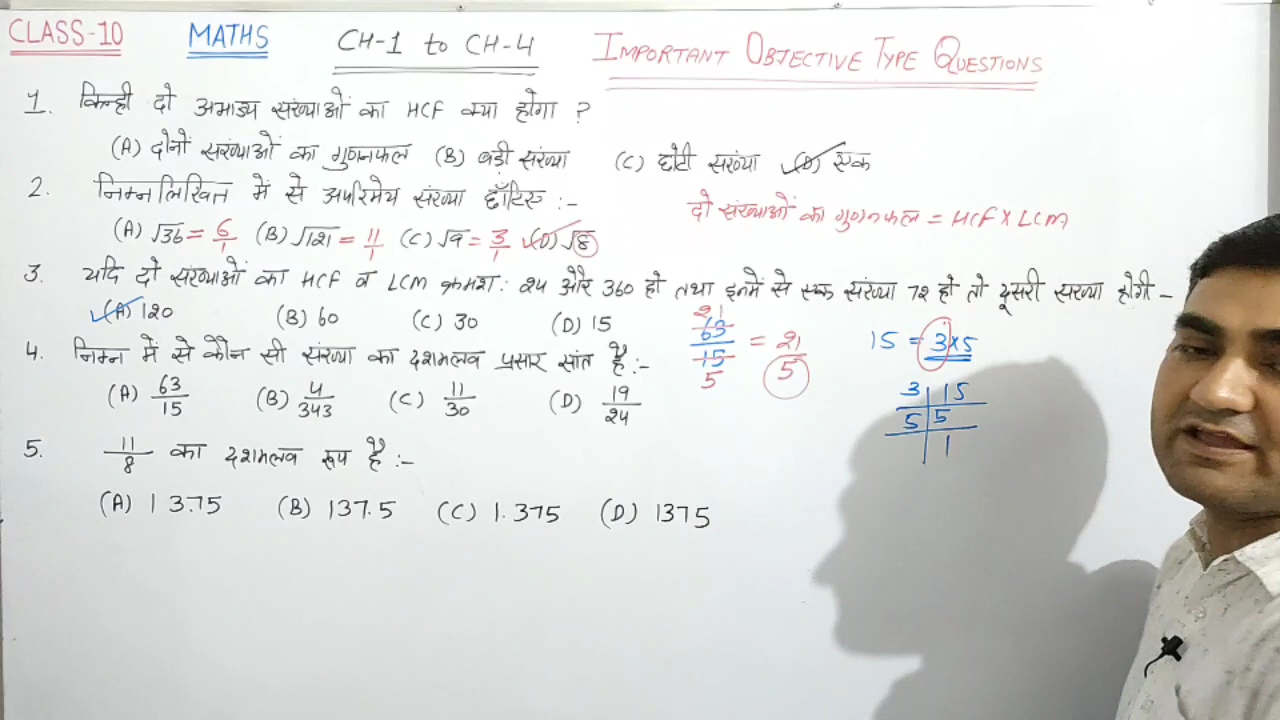 CLASS-10 MATHS CH-1 to CH-4 IMPORTANT OBJECTIVE TYPE QUESTIONS
1. किन्ही दो अभाज्य संख्याओं का HCF क्या होगा ?
(A) दोनों संख्याओं का गुणनफल (B) बड़ी संख्या (C) छोटी संख्या (D) एक
2. निम्नलिखित में से अपरिमेय संख्या छाँटिए :-
दो संख्याओं का गुणनफल = HCF X LCM
(A) √36 = 6/1 (B) √121 = 11/1 (C) √9 = 3/1 (D) √8
3. यदि दो संख्याओं का HCF व LCM क्रमश: 24 और 360 हो तथा इनमें से एक संख्या 72 हो तो दूसरी संख्या होगी -
(A) 120 (B) 60 (C) 30 (D) 15
4. निम्न में से कौन सी संख्या का दशमलव प्रसार सांत है :-
(A) 63/15 (B) 4/343 (C) 11/30 (D) 19/24
21
63/15 = 21/5
5
15 = 3×5
3 | 15
5 | 5
1
5. 11/8 का दशमलव रूप है :-
(A) 13.75 (B) 137.5 (C) 1.375 (D) 1375